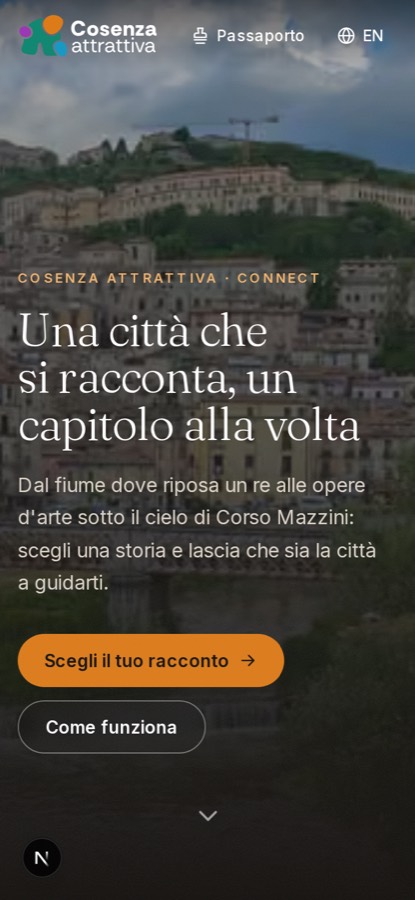 Cosenza
attrattiva
Passaporto
EN
COSENZA ATTRATTIVA · CONNECT
Una città che
si racconta, un
capitolo alla volta
Dal fiume dove riposa un re alle opere
d'arte sotto il cielo di Corso Mazzini:
scegli una storia e lascia che sia la città
a guidarti.
Scegli il tuo racconto →
Come funziona
N